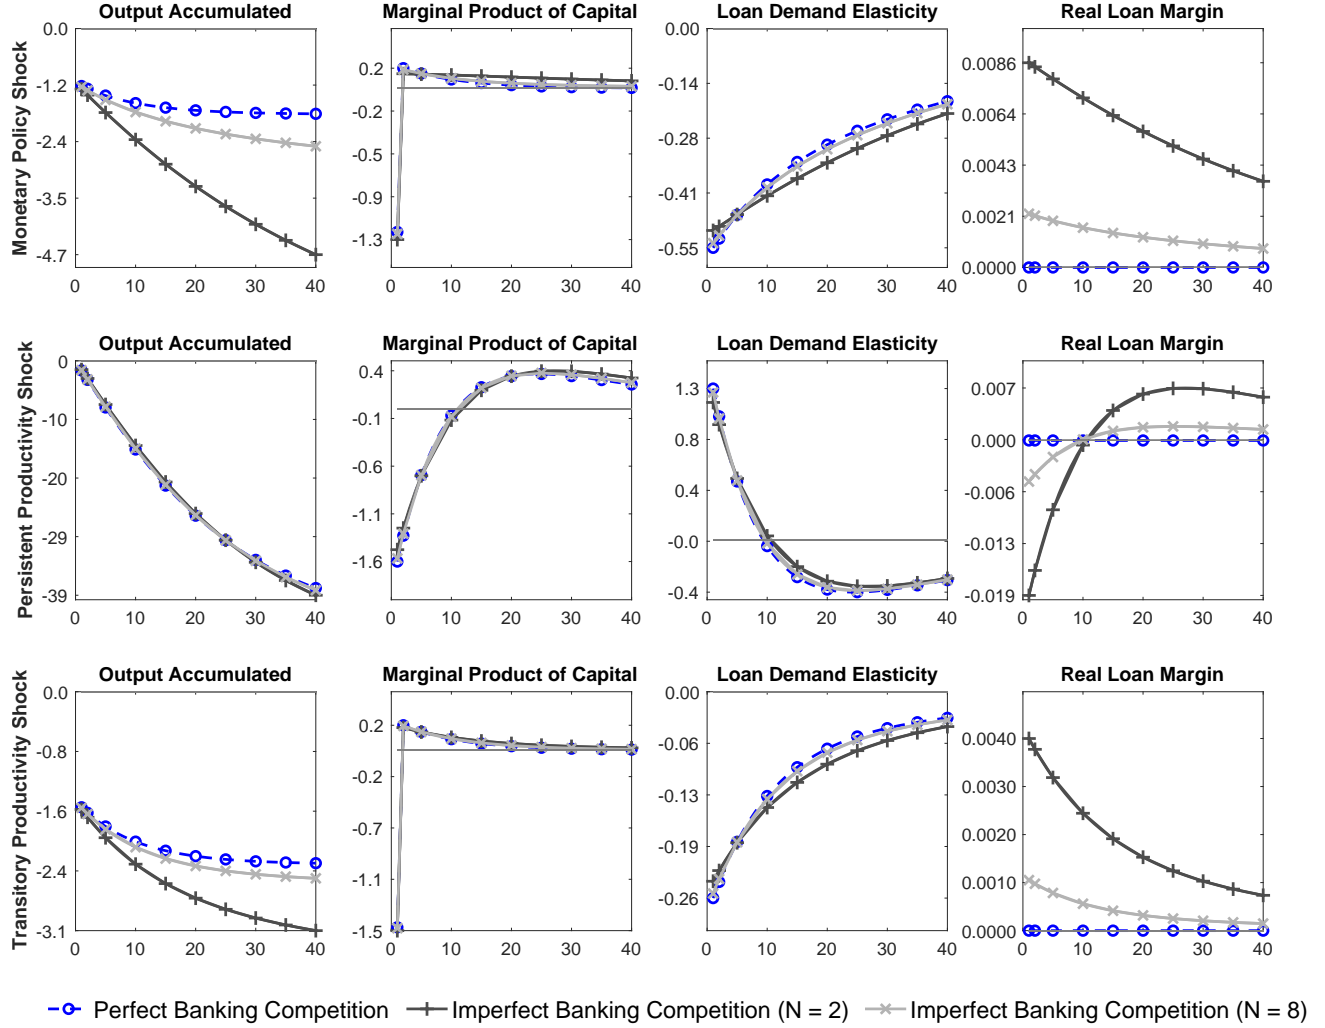 Output Accumulated
Marginal Product of Capital
Loan Demand Elasticity
Real Loan Margin
Monetary Policy Shock
0.0
-1.2
-2.4
-3.5
-4.7
0 10 20 30 40
0.2
-0.2
-0.5
-0.9
-1.3
0 10 20 30 40
0.00
-0.14
-0.28
-0.41
-0.55
0 10 20 30 40
0.0086
0.0064
0.0043
0.0021
0.0000
0 10 20 30 40
Output Accumulated
Marginal Product of Capital
Loan Demand Elasticity
Real Loan Margin
Persistent Productivity Shock
0
-10
-20
-29
-39
0 10 20 30 40
0.4
-0.1
-0.6
-1.1
-1.6
0 10 20 30 40
1.3
0.8
0.4
-0.0
-0.4
0 10 20 30 40
0.007
0.000
-0.006
-0.013
-0.019
0 10 20 30 40
Output Accumulated
Marginal Product of Capital
Loan Demand Elasticity
Real Loan Margin
Transitory Productivity Shock
0.0
-0.8
-1.6
-2.4
-3.1
0 10 20 30 40
0.2
-0.2
-0.7
-1.1
-1.5
0 10 20 30 40
0.00
-0.06
-0.13
-0.19
-0.26
0 10 20 30 40
0.0040
0.0030
0.0020
0.0010
0.0000
0 10 20 30 40
Perfect Banking Competition
Imperfect Banking Competition (N = 2)
Imperfect Banking Competition (N = 8)